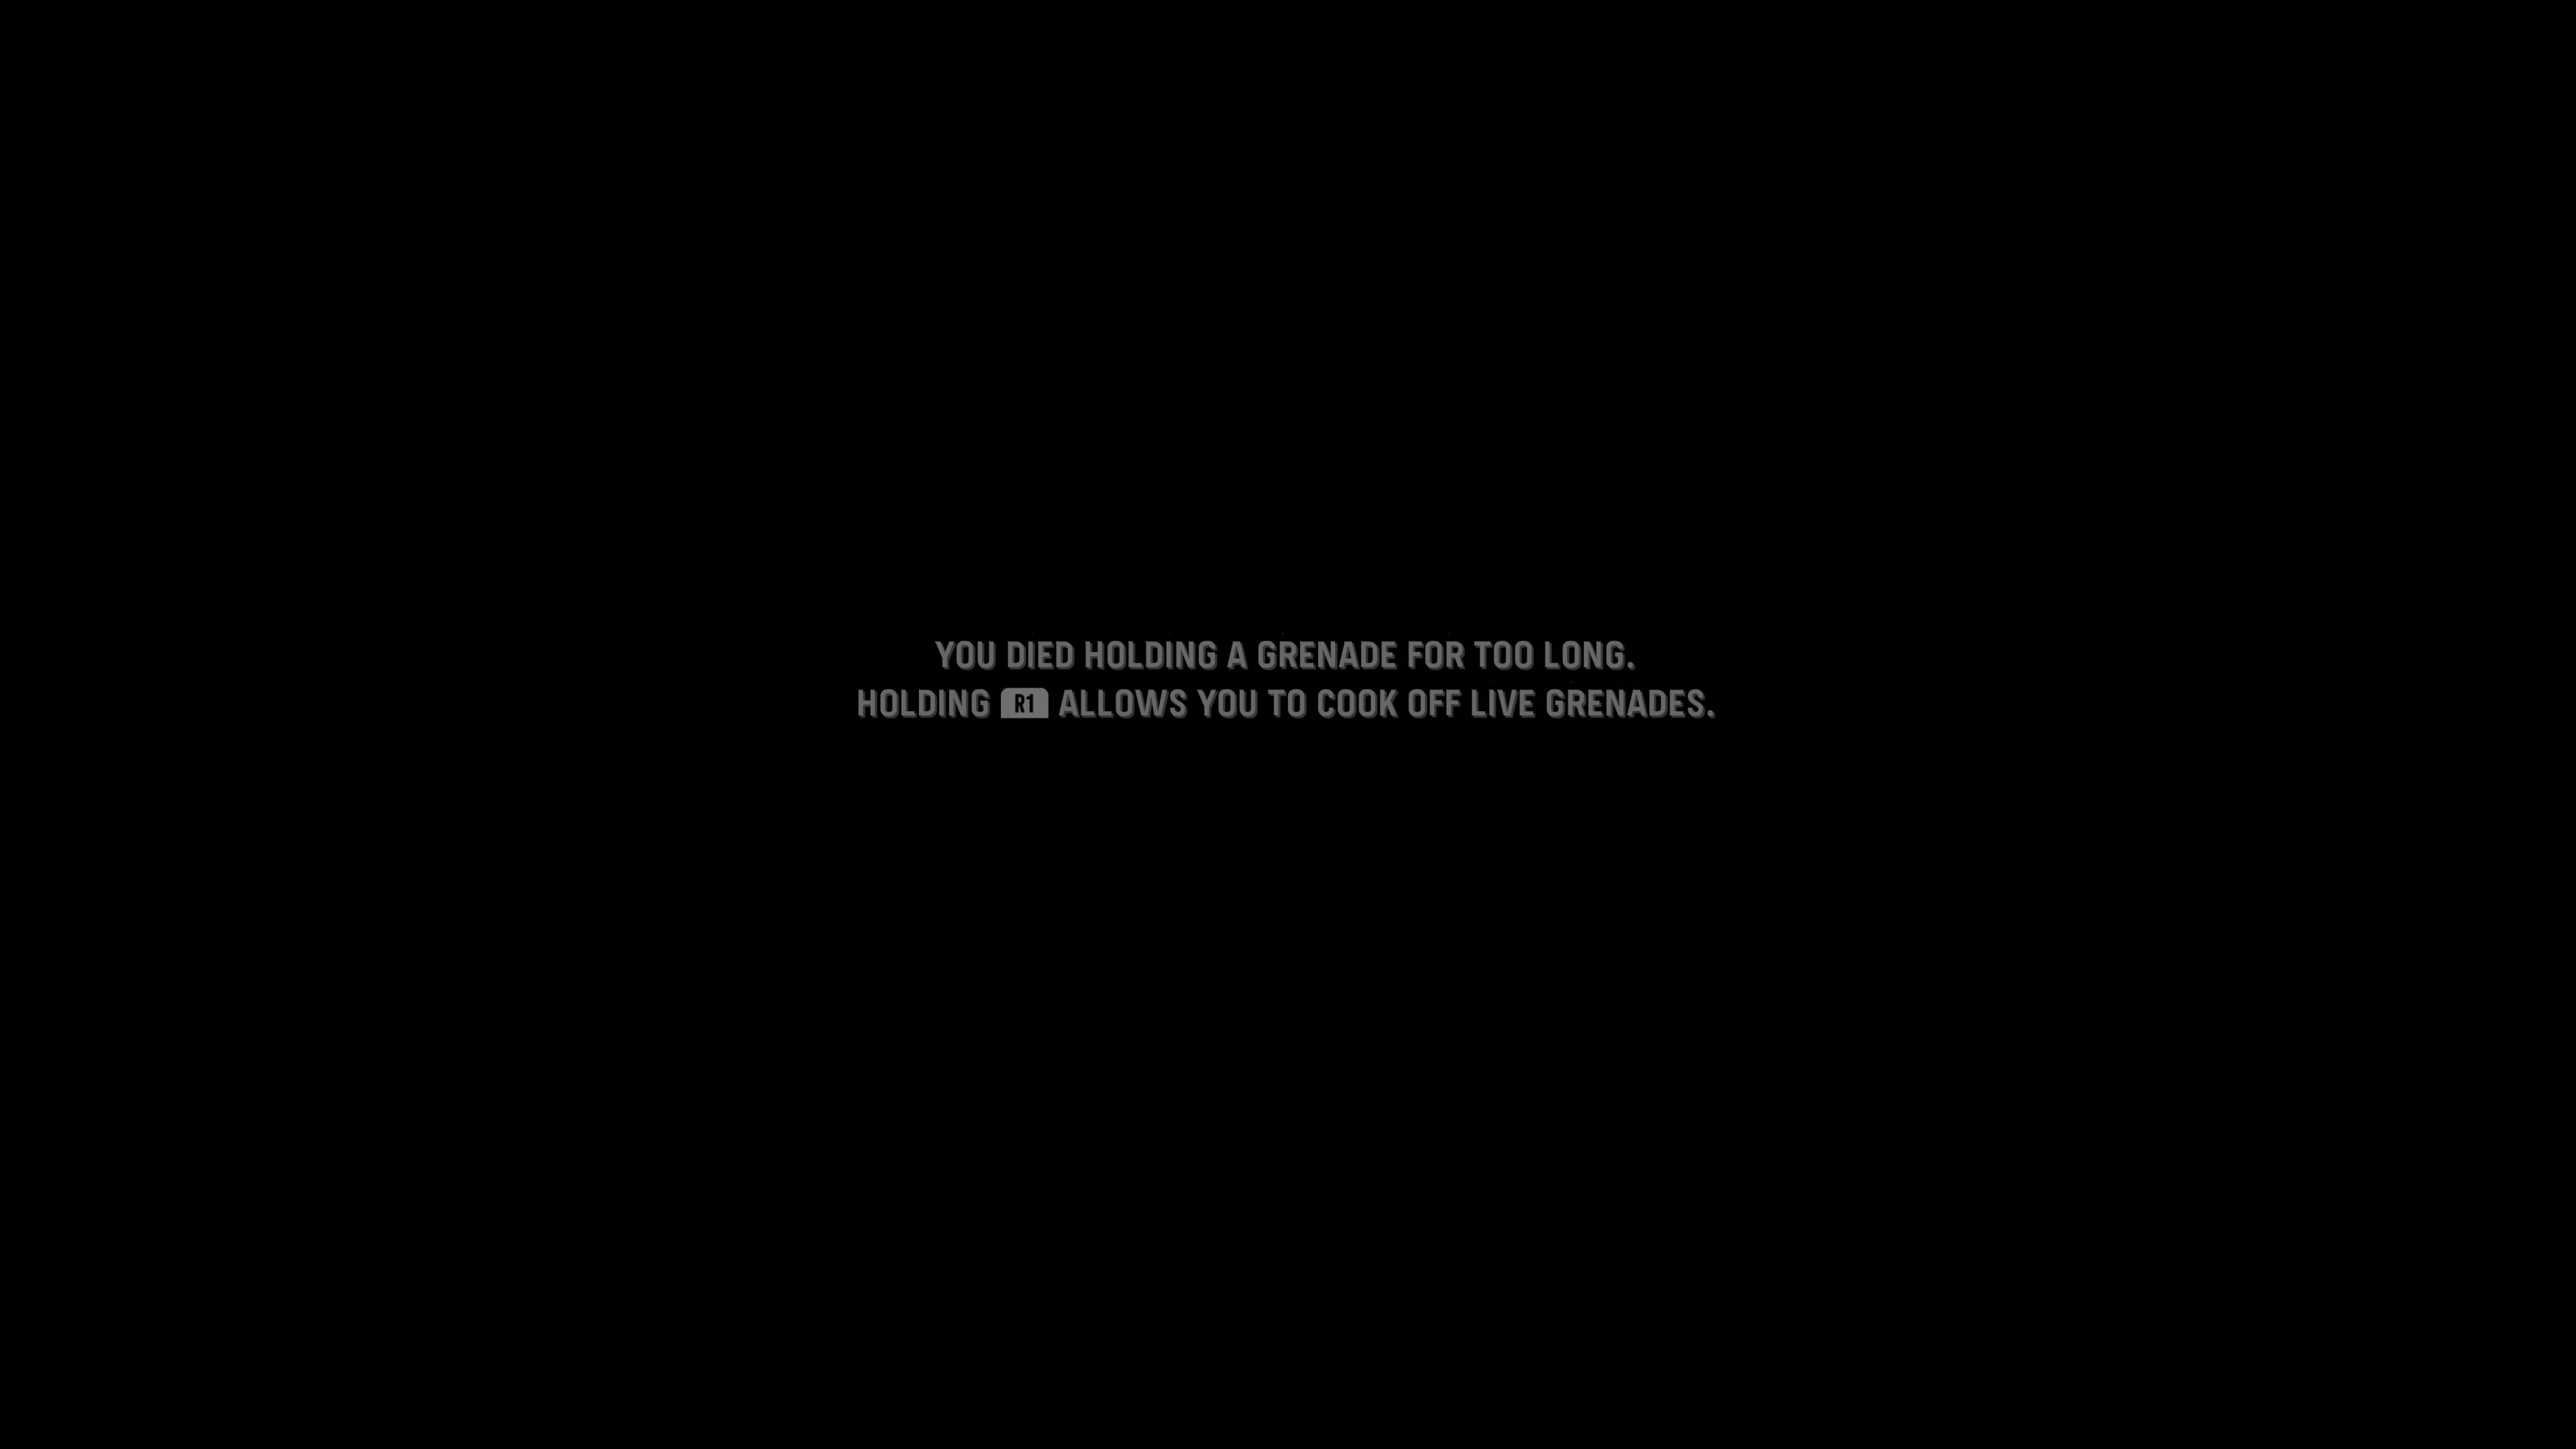 YOU DIED HOLDING A GRENADE FOR TOO LONG.
HOLDING R1 ALLOWS YOU TO COOK OFF LIVE GRENADES.